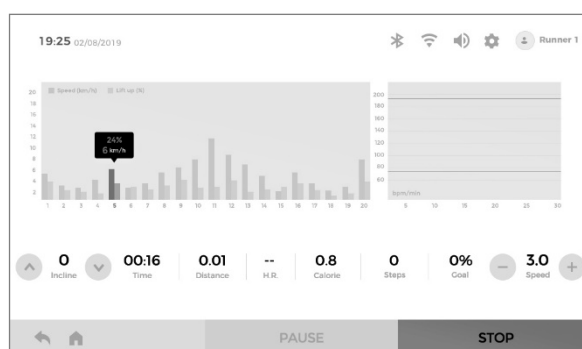 19:25 02/08/2019
Runner 1
Speed (km/h) Lift up (%)
20
18
16
14
12
10
8
6
4
2
24%
6 km/h
1 2 3 4 5 6 7 8 9 10 11 12 13 14 15 16 17 18 19 20
200
180
160
140
120
100
80
60
bpm/min
5 10 15 20 25 30
0 00:16 0.01 -- 0.8 0 0% 3.0
Incline Time Distance H.R. Calorie Steps Goal Speed
PAUSE STOP